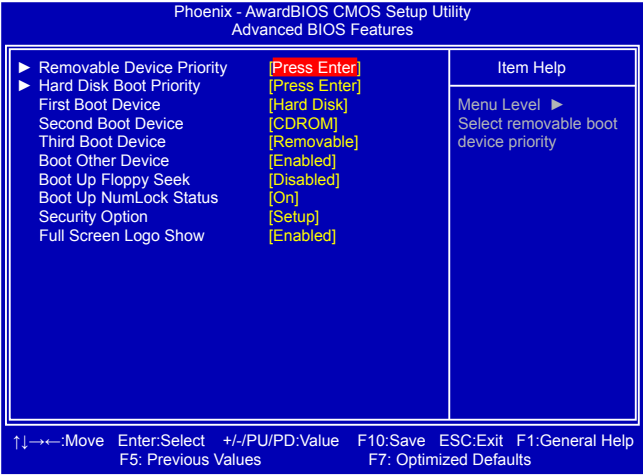 Phoenix - AwardBIOS CMOS Setup Utility
Advanced BIOS Features
► Removable Device Priority [Press Enter]
► Hard Disk Boot Priority [Press Enter]
First Boot Device [Hard Disk]
Second Boot Device [CDROM]
Third Boot Device [Removable]
Boot Other Device [Enabled]
Boot Up Floppy Seek [Disabled]
Boot Up NumLock Status [On]
Security Option [Setup]
Full Screen Logo Show [Enabled]
Item Help
Menu Level ►
Select removable boot
device priority
↑↓→←:Move Enter:Select +/-/PU/PD:Value F10:Save ESC:Exit F1:General Help
F5: Previous Values F7: Optimized Defaults